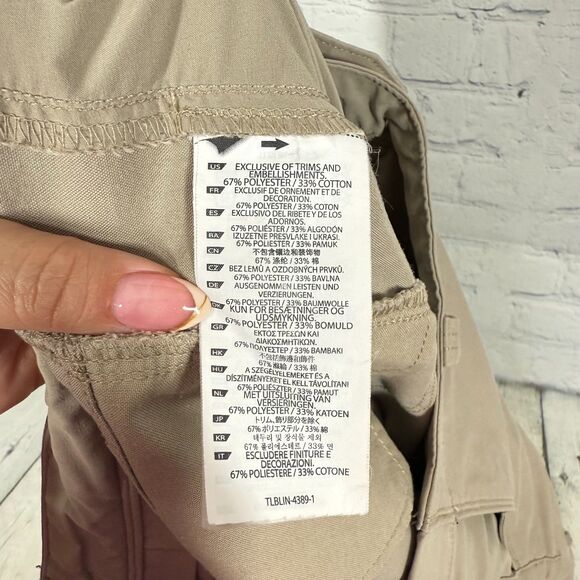 US EXCLUSIVE OF TRIMS AND
EMBELLISHMENTS.
67% POLYESTER / 33% COTTON
FR EXCLUSIF DE ORNEMENT ET DE
DECORATION.
67% POLYESTER / 33% COTON
ES EXCLUSIVO DEL RIBETE Y DE LOS
ADORNOS.
67% POLIÉSTER / 33% ALGODÓN
BA IZUZETNE PRESVLAKE I UKRASI.
67% POLIESTER / 33% PAMUK
CN 不包含镶边和装饰物
67% 涤纶 / 33% 棉
CZ BEZ LEMŮ A OZDOBNÝCH PRVKŮ.
67% POLYESTER / 33% BAVLNA
DE AUSGENOMMEN LEISTEN UND
VERZIERUNGEN.
67% POLYESTER / 33% BAUMWOLLE
DK KUN FOR BESÆTNINGER OG
UDSMYKNING.
67% POLYESTER / 33% BOMULD
GR ΕΚΤΟΣ ΤΡΕΣΩΝ ΚΑΙ
ΔΙΑΚΟΣΜΗΤΙΚΩΝ.
67% ΠΟΛΥΕΣΤΕΡ / 33% ΒΑΜΒΑΚΙ
HK 不包括飾邊和飾件
67% / 33% 棉
HU A SZEGÉLYELEMEKET ÉS A
DÍSZÍTMÉNYEKET EL KELL TÁVOLÍTANI
67% POLIÉSZTER / 33% PAMUT
NL MET UITSLUITING VAN
VERSIERINGEN.
67% POLYESTER / 33% KATOEN
JP トリム、飾り部分を除く
67% ポリエステル / 33% 綿
KR 테두리 및 장식물 제외
67% 폴리에스테르 / 33% 면
IT ESCLUDERE FINITURE E
DECORAZIONI.
67% POLIESTERE / 33% COTONE
TLBLIN-4389-1